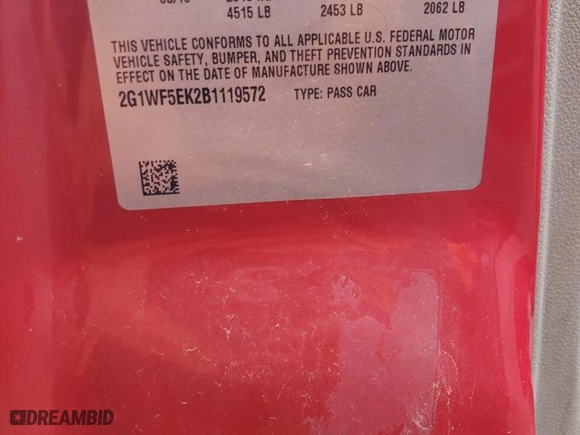 4515 LB 2453 LB 2062 LB
THIS VEHICLE CONFORMS TO ALL APPLICABLE U.S. FEDERAL MOTOR
VEHICLE SAFETY, BUMPER, AND THEFT PREVENTION STANDARDS IN
EFFECT ON THE DATE OF MANUFACTURE SHOWN ABOVE.
2G1WF5EK2B1119572 TYPE: PASS CAR
DREAMBID